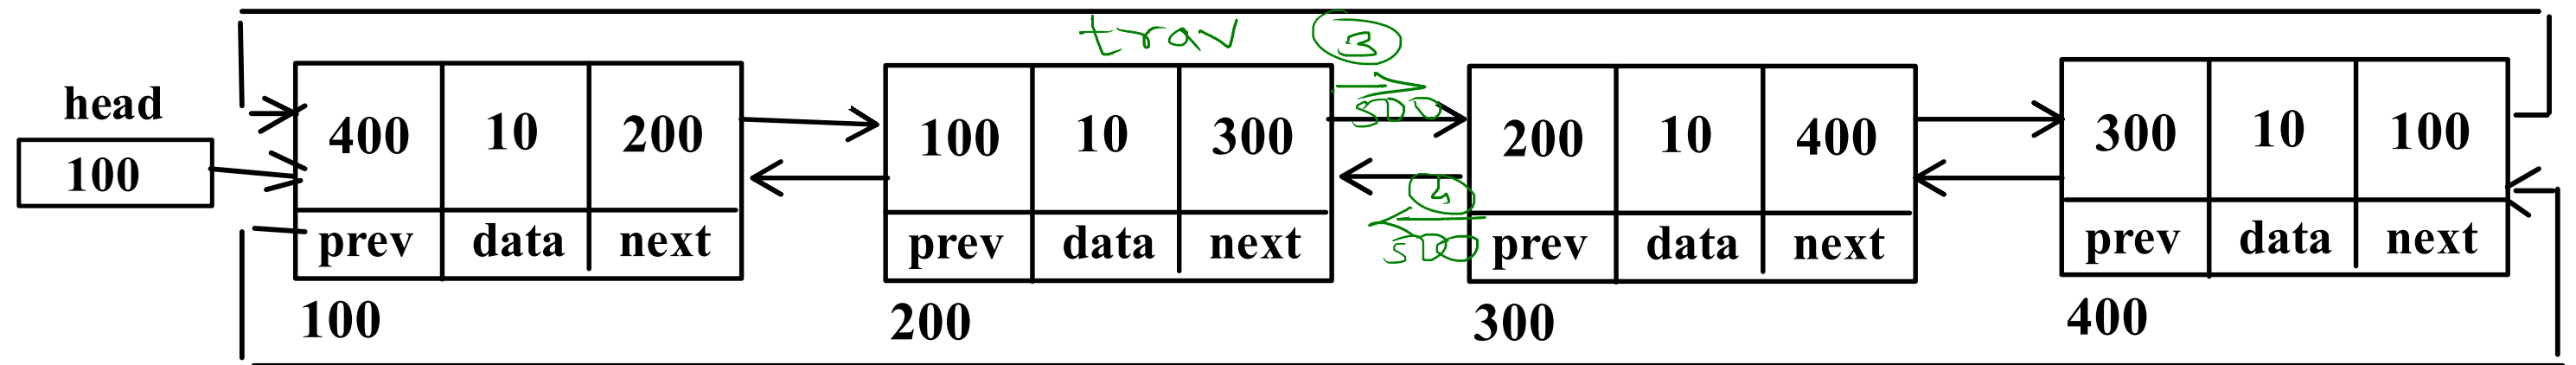 trav 3
head
100
400 10 200
prev data next
100
500
100 10 300
prev data next
200
4
500
200 10 400
prev data next
300
300 10 100
prev data next
400